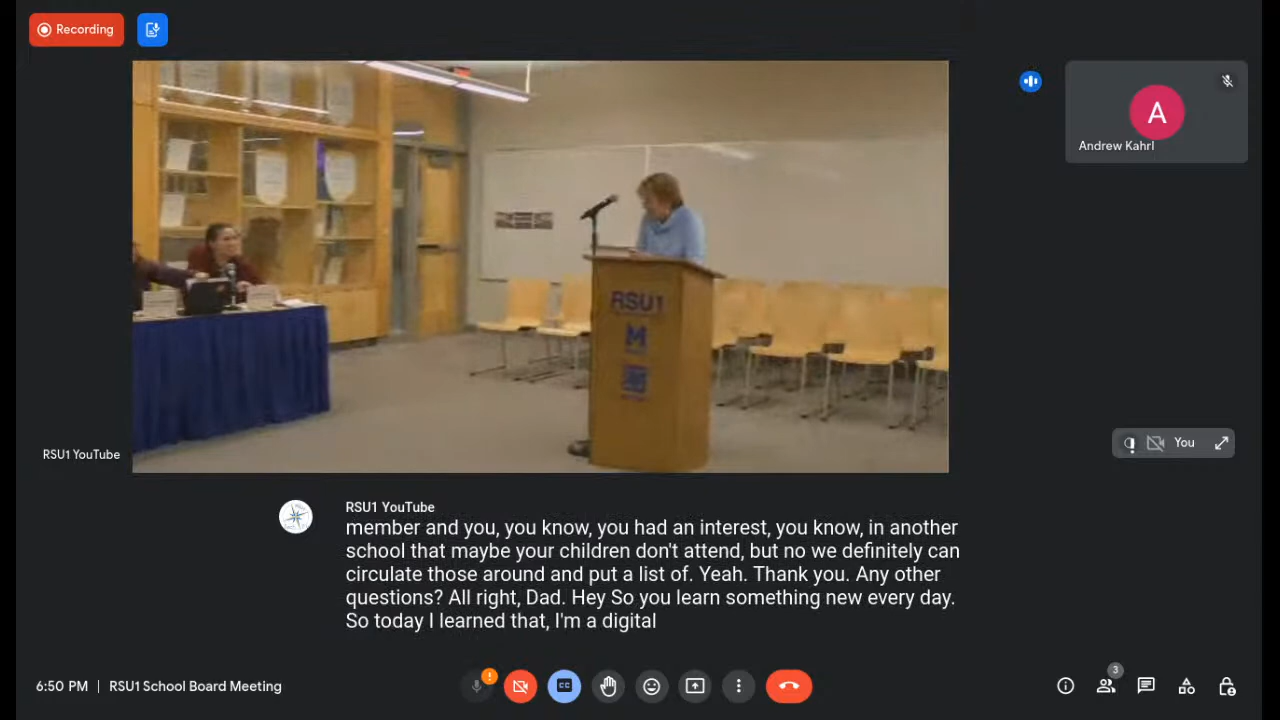 Recording
A
Andrew Kahrl
RSU1
M
RSU1 YouTube
You
RSU1 YouTube
member and you, you know, you had an interest, you know, in another
school that maybe your children don't attend, but no we definitely can
circulate those around and put a list of. Yeah. Thank you. Any other
questions? All right, Dad. Hey So you learn something new every day.
So today I learned that, I'm a digital
6:50 PM | RSU1 School Board Meeting
CC
3